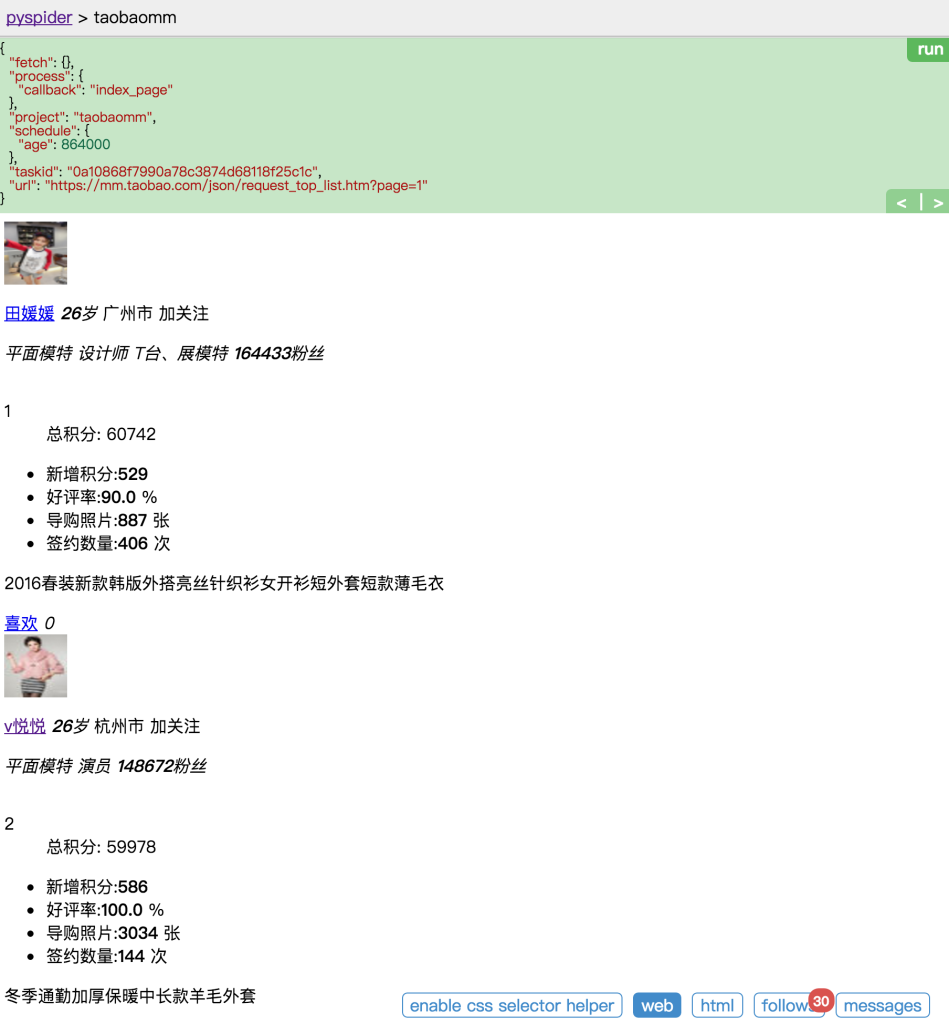 pyspider > taobaomm
{
run
"fetch": {},
"process": {
"callback": "index_page"
},
"project": "taobaomm",
"schedule": {
"age": 864000
},
"taskid": "0a10868f7990a78c3874d68118f25c1c",
"url": "https://mm.taobao.com/json/request_top_list.htm?page=1"
}
< | >
田媛媛 26岁 广州市 加关注
平面模特 设计师 T台、展模特 164433粉丝
1
总积分: 60742
• 新增积分:529
• 好评率:90.0 %
• 导购照片:887 张
• 签约数量:406 次
2016春装新款韩版外搭亮丝针织衫女开衫短外套短款薄毛衣
喜欢 0
v悦悦 26岁 杭州市 加关注
平面模特 演员 148672粉丝
2
总积分: 59978
• 新增积分:586
• 好评率:100.0 %
• 导购照片:3034 张
• 签约数量:144 次
冬季通勤加厚保暖中长款羊毛外套
enable css selector helper web html follows 30 messages